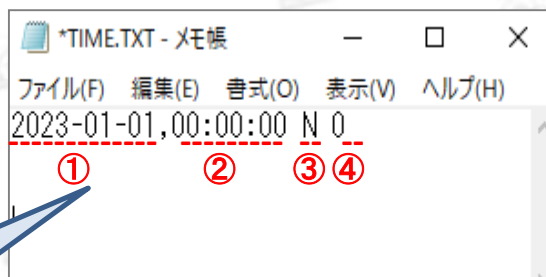 *TIME.TXT - メモ帳
ファイル(F) 編集(E) 書式(O) 表示(V) ヘルプ(H)
2023-01-01,00:00:00 N 0
① ② ③ ④